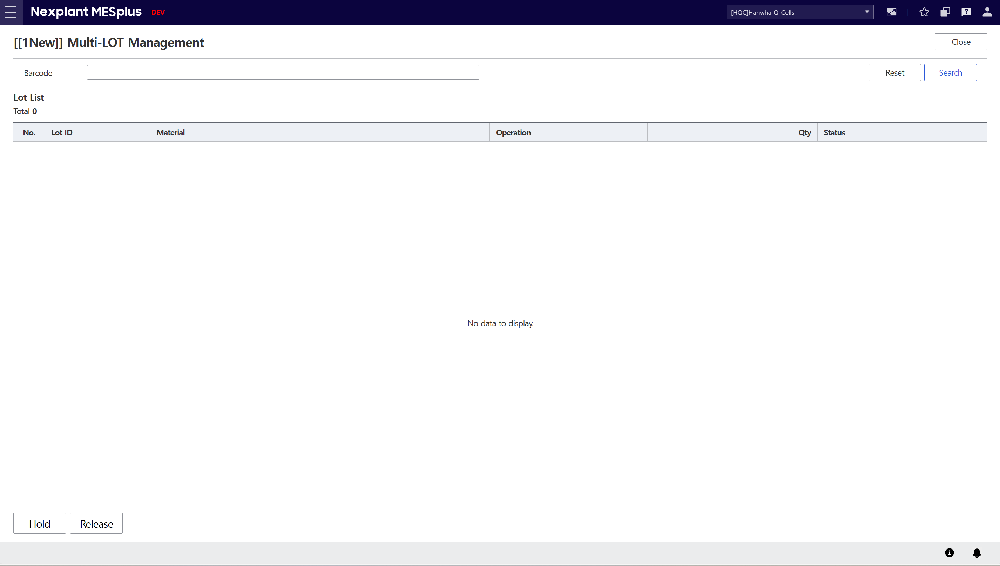 Nexplant MESplus DEV [HQC]Hanwha Q-Cells
[[1New]] Multi-LOT Management Close
Barcode Reset Search
Lot List
Total 0
No. Lot ID Material Operation Qty Status
No data to display.
Hold Release